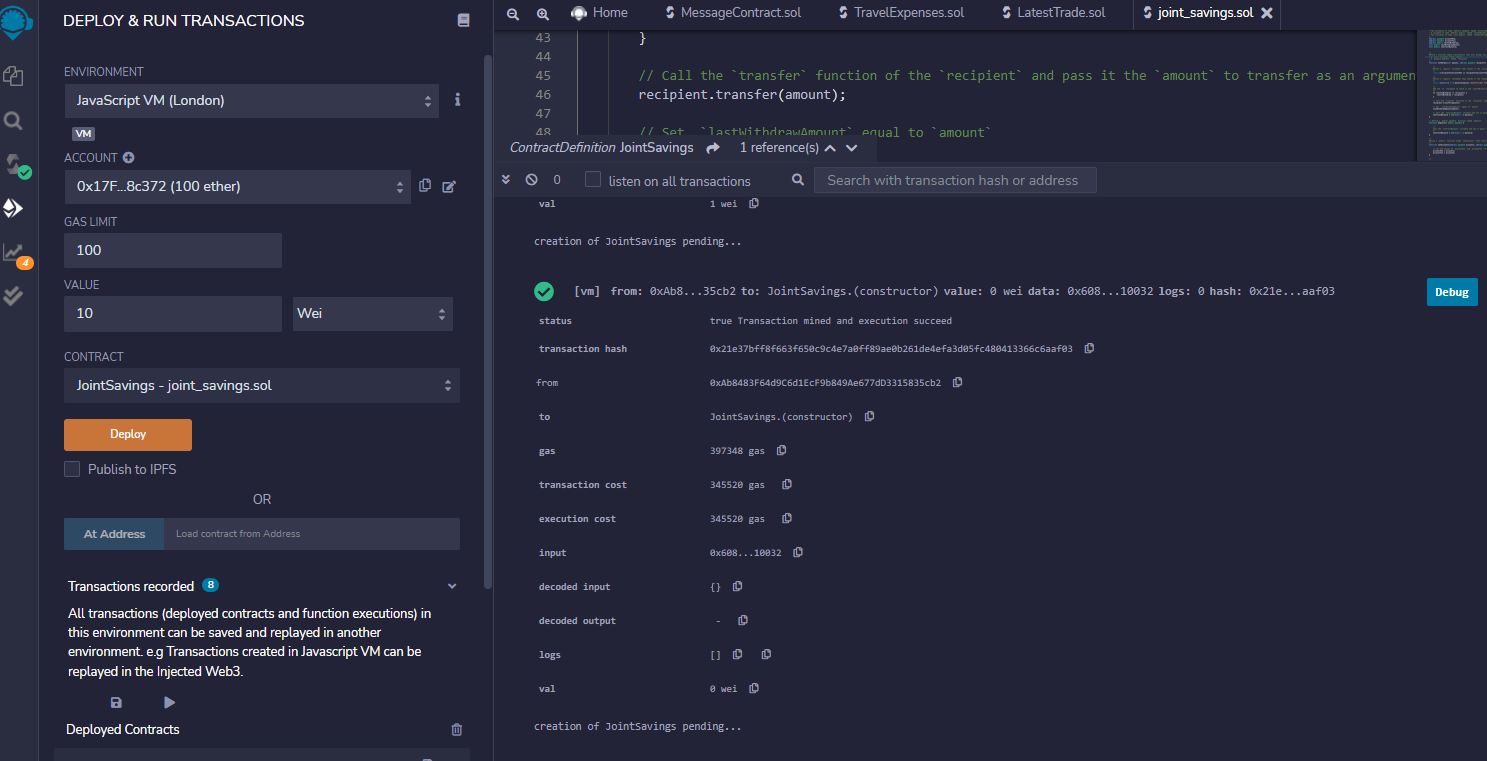 DEPLOY & RUN TRANSACTIONS
ENVIRONMENT
JavaScript VM (London)
VM
ACCOUNT
0x17F...8c372 (100 ether)
GAS LIMIT
100
VALUE
10
Wei
CONTRACT
JointSavings - joint_savings.sol
Deploy
Publish to IPFS
OR
At Address
Load contract from Address
Transactions recorded 8
All transactions (deployed contracts and function executions) in
this environment can be saved and replayed in another
environment. e.g Transactions created in Javascript VM can be
replayed in the Injected Web3.
Deployed Contracts
4
Home
MessageContract.sol
TravelExpenses.sol
LatestTrade.sol
joint_savings.sol
43 }
44
45 // Call the `transfer` function of the `recipient` and pass it the `amount` to transfer as an argumen
46 recipient.transfer(amount);
47
48 // Set `lastWithdrawAmount` equal to `amount`
ContractDefinition JointSavings 1 reference(s)
0 listen on all transactions Search with transaction hash or address
val 1 wei
creation of JointSavings pending...
[vm] from: 0xAb8...35cb2 to: JointSavings.(constructor) value: 0 wei data: 0x608...10032 logs: 0 hash: 0x21e...aaf03
Debug
status true Transaction mined and execution succeed
transaction hash 0x21e37bff8f663f650c9c4e7a0ff89ae0b261de4efa3d05fc480413366c6aaf03
from 0xAb8483F64d9C6d1EcF9b849Ae677dD3315835cb2
to JointSavings.(constructor)
gas 397348 gas
transaction cost 345520 gas
execution cost 345520 gas
input 0x608...10032
decoded input {}
decoded output -
logs []
val 0 wei
creation of JointSavings pending...